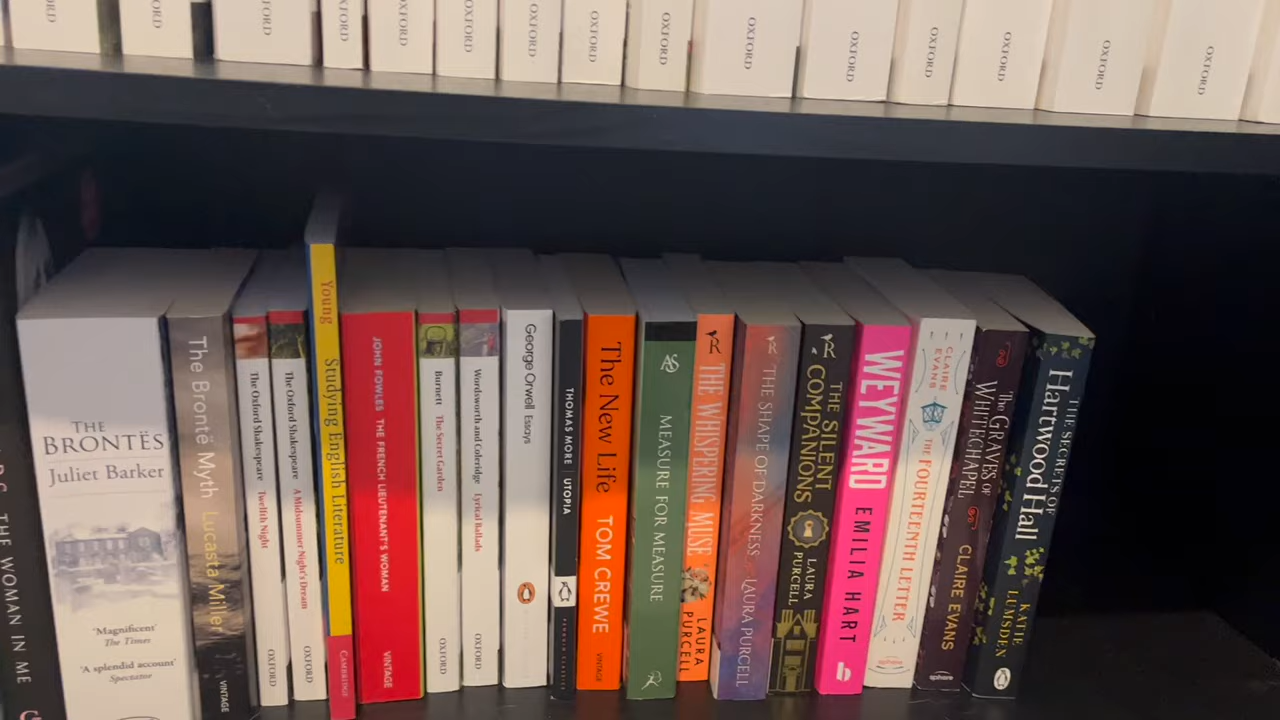 ORD
ORD
OXFORD
OXFORD
OXFORD
OXFORD
OXFORD
OXFORD
OXFORD
OXFORD
OXFORD
OXFORD
OXFORD
OXFORD
OXFORD
THE WOMAN IN ME
THE
BRONTËS
Juliet Barker
'Magnificent'
The Times
'A splendid account'
Spectator
The Brontë Myth Lucasta Miller
VINTAGE
The Oxford Shakespeare Twelfth Night
OXFORD
The Oxford Shakespeare A Midsummer Night's Dream
OXFORD
Young Studying English Literature
CAMBRIDGE
JOHN FOWLES THE FRENCH LIEUTENANT'S WOMAN
VINTAGE
Burnett The Secret Garden
OXFORD
Wordsworth and Coleridge Lyrical Ballads
OXFORD
George Orwell Essays
THOMAS MORE UTOPIA
PENGUIN CLASSICS
The New Life TOM CREWE
VINTAGE
AS
MEASURE FOR MEASURE
R
R
THE WHISPERING MUSE
LAURA
PURCELL
R
THE SHAPE OF DARKNESS LAURA PURCELL
R
THE SILENT
COMPANIONS
LAURA
PURCELL
WEYWARD EMILIA HART
h
CLAIRE
EVANS
THE FOURTEENTH LETTER
sphere
The GRAVES OF
WHITECHAPEL
CLAIRE EVANS
sphere
THE SECRETS OF
Hartwood Hall
KATIE
LUMSDEN